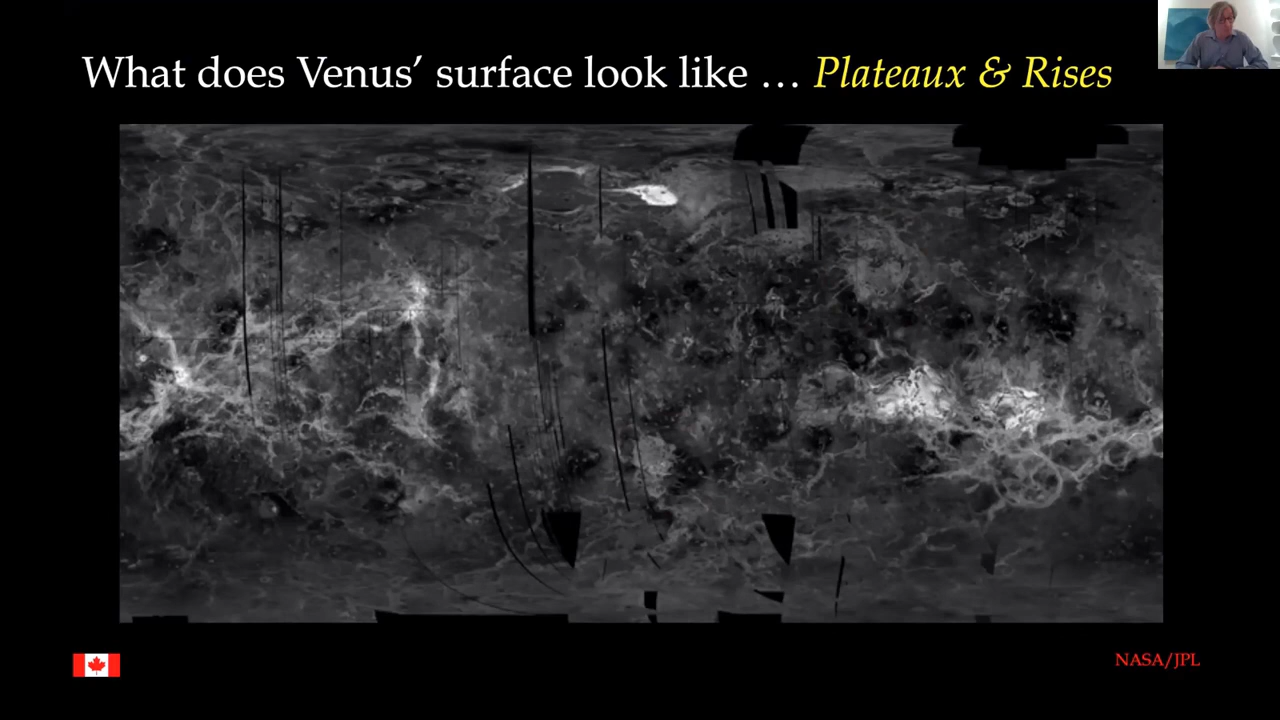 What does Venus’ surface look like … Plateaux & Rises
NASA/JPL